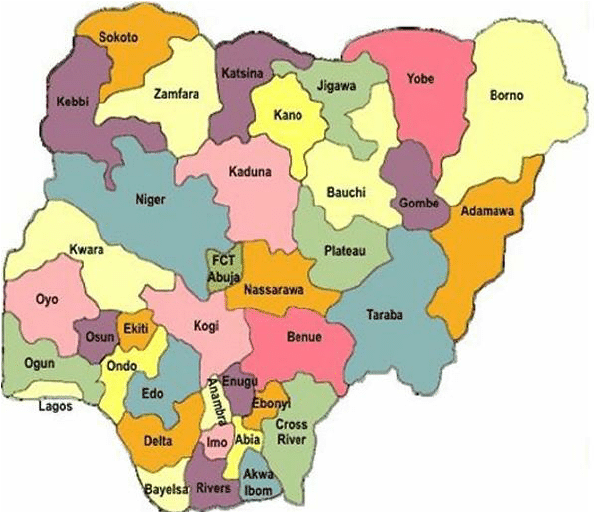 Sokoto
Katsina
Jigawa
Yobe
Borno
Kebbi
Zamfara
Kano
Kaduna
Bauchi
Gombe
Adamawa
Niger
Kwara
FCT
Abuja
Plateau
Nassarawa
Taraba
Oyo
Osun
Ekiti
Kogi
Benue
Ogun
Ondo
Lagos
Edo
Anambra
Enugu
Ebonyi
Cross
River
Delta
Imo
Abia
Bayelsa
Rivers
Akwa
Ibom